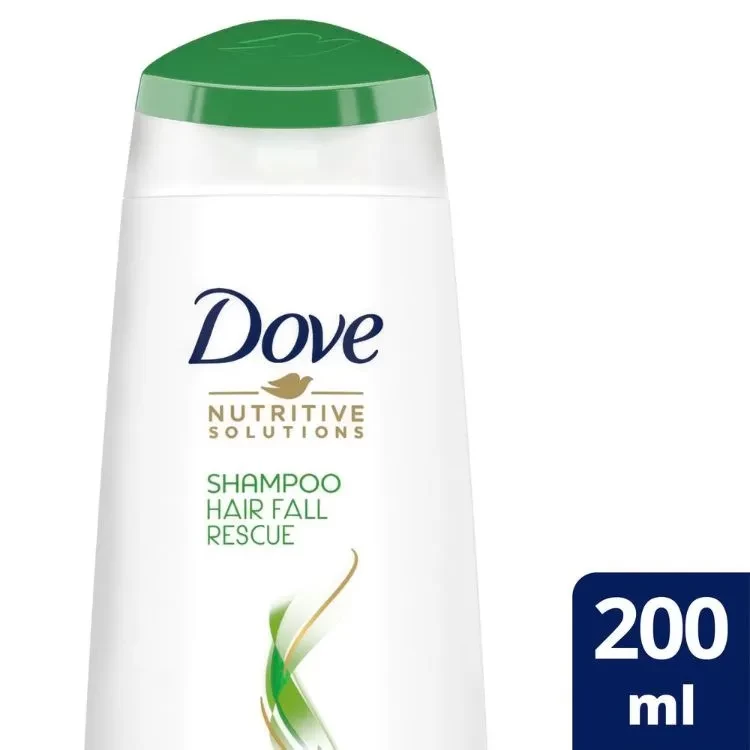 Dove
NUTRITIVE
SOLUTIONS
SHAMPOO
HAIR FALL
RESCUE
200
ml